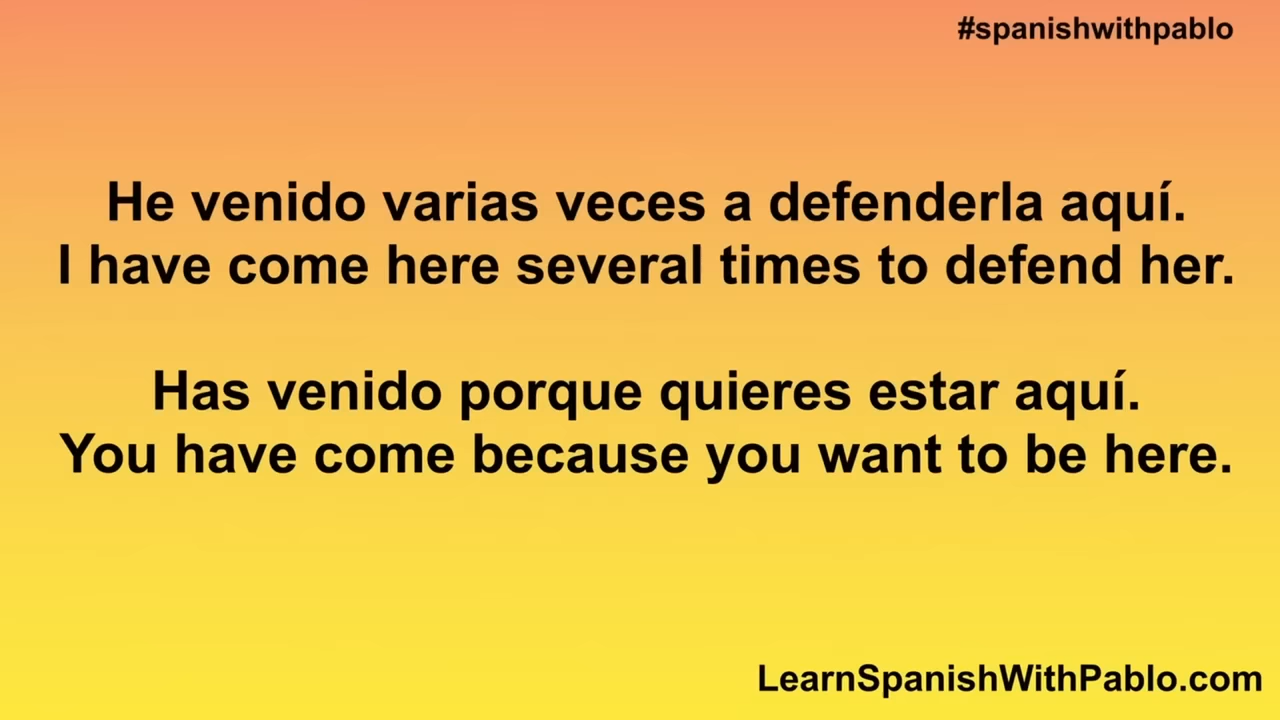 #spanishwithpablo
He venido varias veces a defenderla aquí.
I have come here several times to defend her.
Has venido porque quieres estar aquí.
You have come because you want to be here.
LearnSpanishWithPablo.com